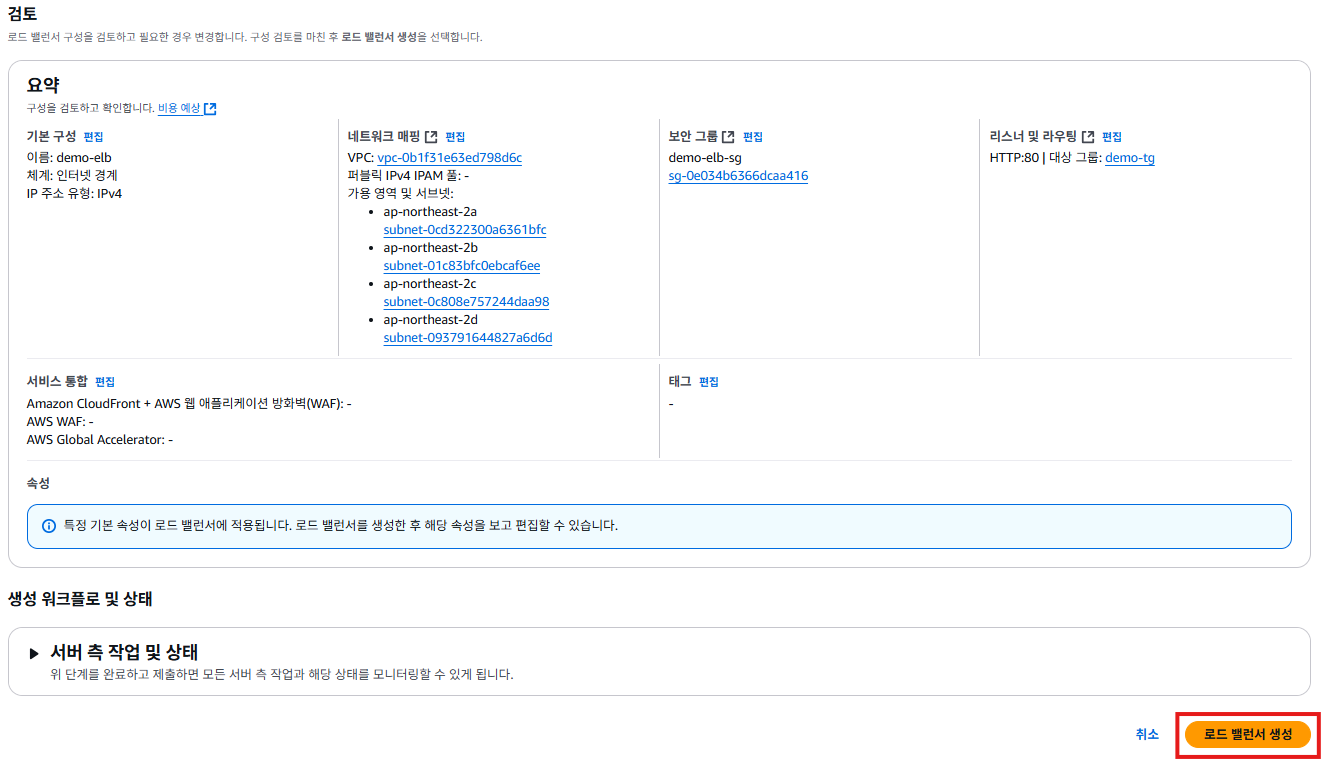 검토
로드 밸런서 구성을 검토하고 필요한 경우 변경합니다. 구성 검토를 마친 후 로드 밸런서 생성을 선택합니다.
요약
구성을 검토하고 확인합니다. 비용 예상
기본 구성 편집
이름: demo-elb
체계: 인터넷 경계
IP 주소 유형: IPv4
네트워크 매핑 편집
VPC: vpc-0b1f31e63ed798d6c
퍼블릭 IPv4 IPAM 풀: -
가용 영역 및 서브넷:
• ap-northeast-2a
subnet-0cd322300a6361bfc
• ap-northeast-2b
subnet-01c83bfc0ebcaf6ee
• ap-northeast-2c
subnet-0c808e757244daa98
• ap-northeast-2d
subnet-093791644827a6d6d
보안 그룹 편집
demo-elb-sg
sg-0e034b6366dcaa416
리스너 및 라우팅 편집
HTTP:80 | 대상 그룹: demo-tg
서비스 통합 편집
Amazon CloudFront + AWS 웹 애플리케이션 방화벽(WAF): -
AWS WAF: -
AWS Global Accelerator: -
태그 편집
-
속성
특정 기본 속성이 로드 밸런서에 적용됩니다. 로드 밸런서를 생성한 후 해당 속성을 보고 편집할 수 있습니다.
생성 워크플로 및 상태
서버 측 작업 및 상태
위 단계를 완료하고 제출하면 모든 서버 측 작업과 해당 상태를 모니터링할 수 있게 됩니다.
취소
로드 밸런서 생성